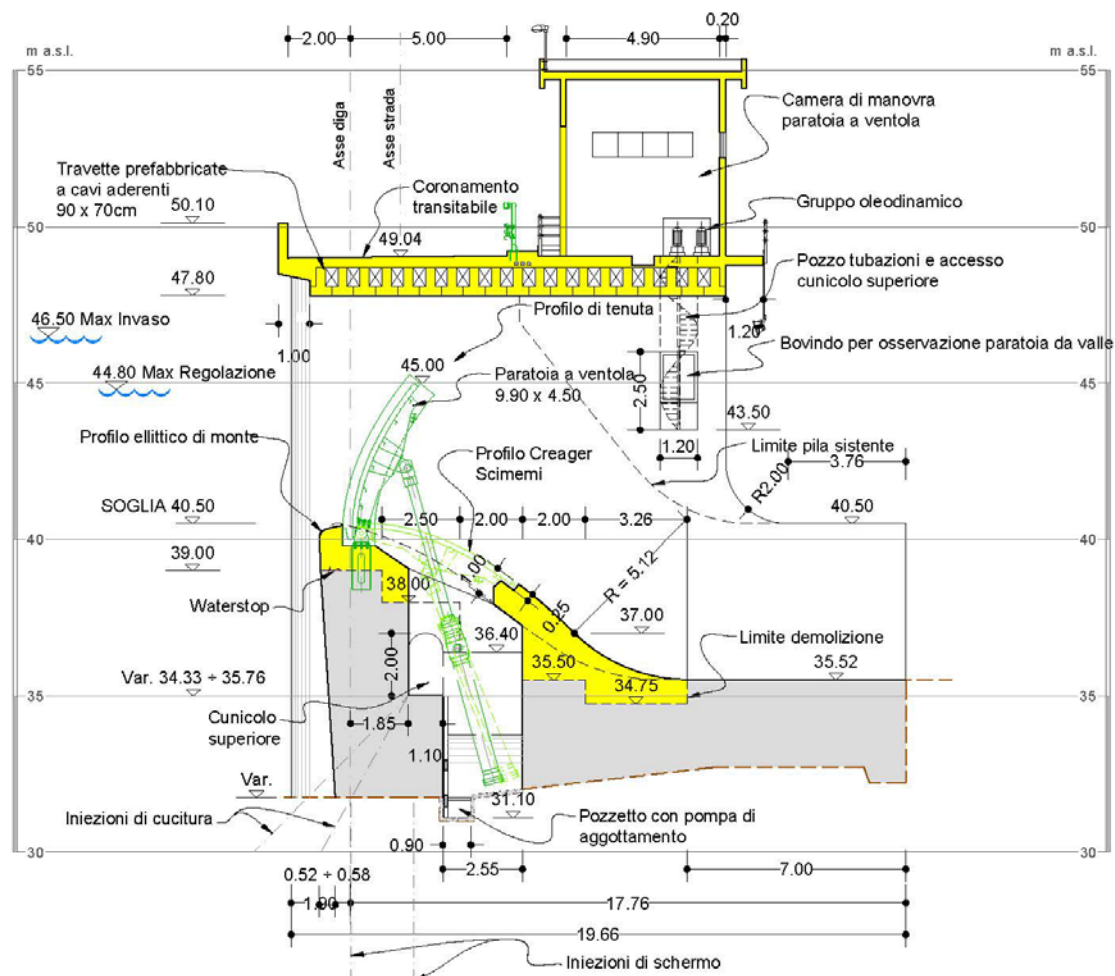 0.20
2.00
5.00
4.90
m a.s.l.
m a.s.l.
55
55
Camera di manovra
paratoia a ventola
Asse diga
Asse strada
Travette prefabbricate
a cavi aderenti
90 x 70cm
Coronamento
transitabile
50.10
Gruppo oleodinamico
50
50
49.04
Pozzo tubazioni e accesso
cunicolo superiore
47.80
Profilo di tenuta
46.50 Max Invaso
1.20
1.00
Bovindo per osservazione paratoia da valle
44.80 Max Regolazione
45.00
Paratoia a ventola
9.90 x 4.50
45
45
2.50
43.50
Profilo ellittico di monte
Profilo Creager
Scimemi
1.20
Limite pila sistente
3.76
R2.00
SOGLIA 40.50
2.50
2.00
2.00
3.26
40.50
40
40
39.00
1.00
R = 5.12
38.00
Waterstop
0.25
37.00
36.40
Limite demolizione
2.00
35.50
35.52
Var. 34.33 ÷ 35.76
34.75
35
35
Cunicolo
superiore
1.85
1.10
Var.
31.10
Iniezioni di cucitura
Pozzetto con pompa di
aggottamento
30
30
0.90
2.55
7.00
0.52 ÷ 0.58
1.90
17.76
19.66
Iniezioni di schermo